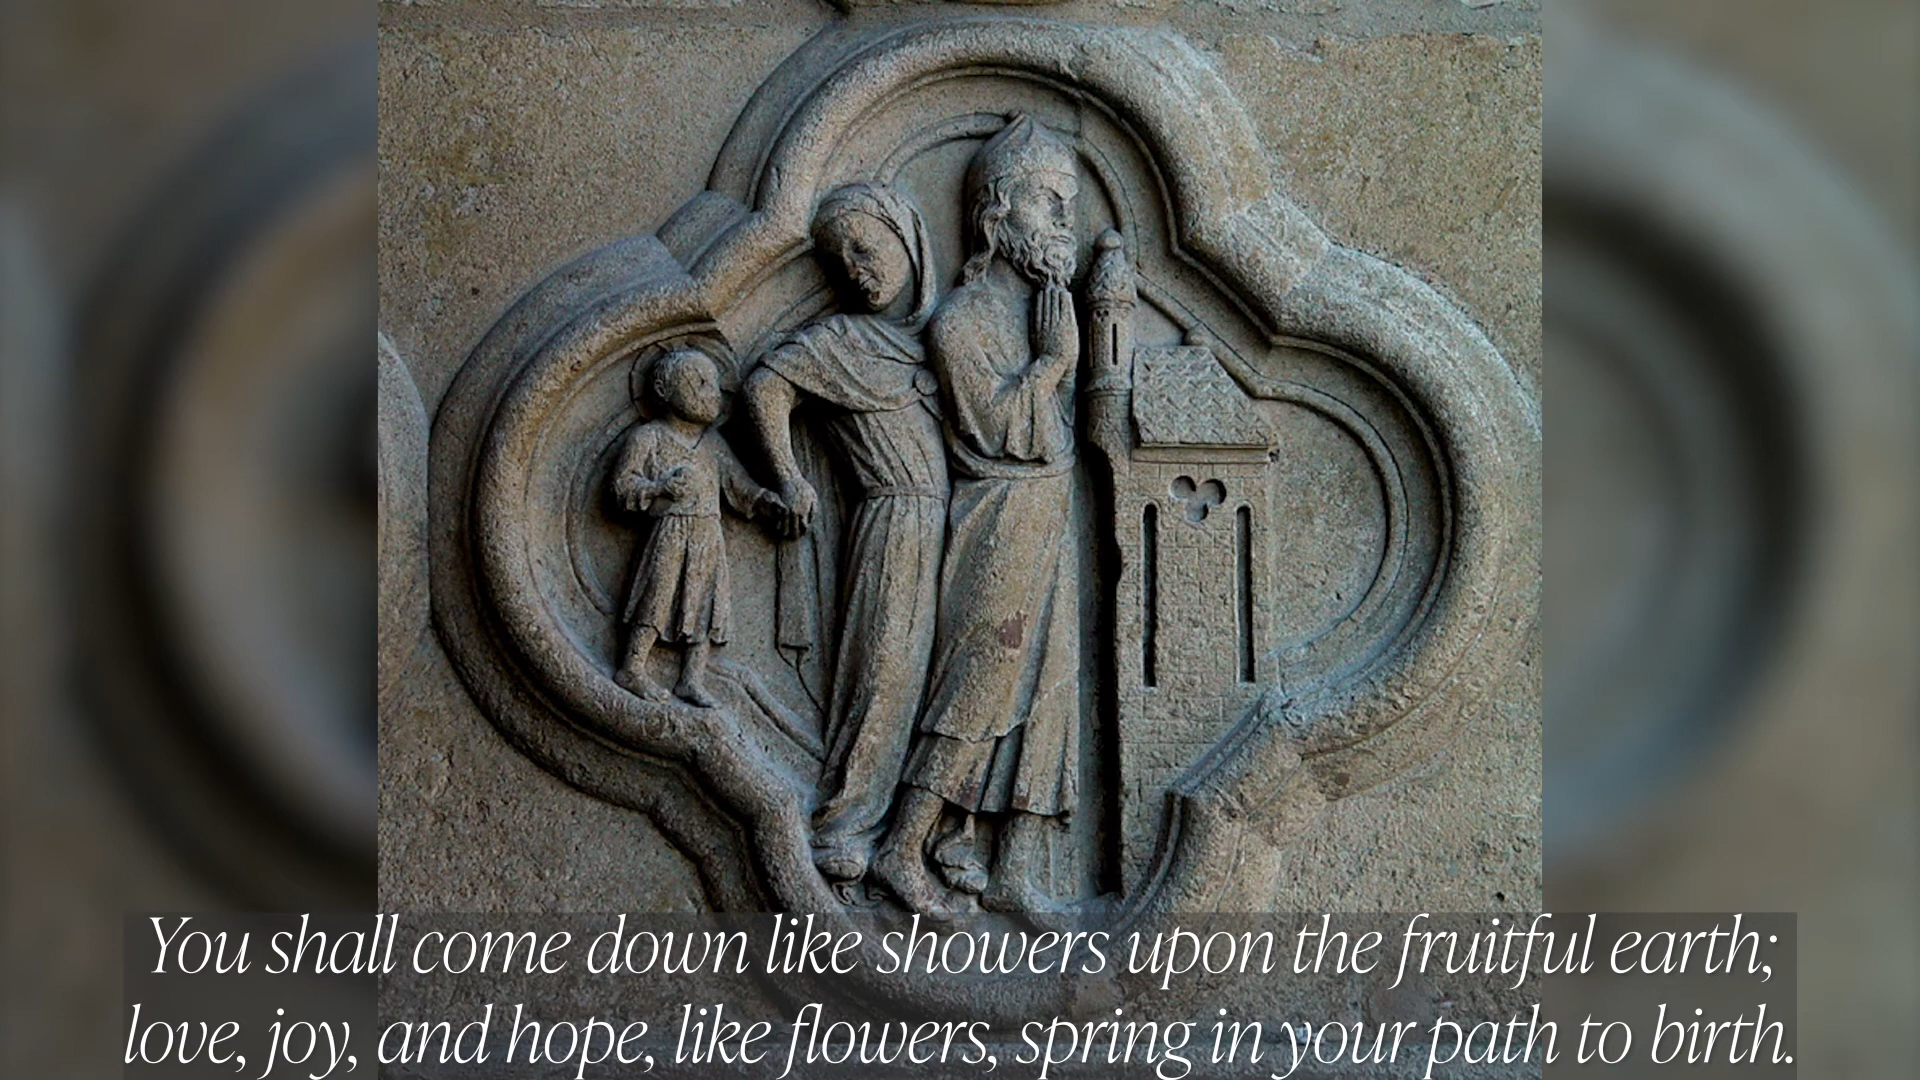 You shall come down like showers upon the fruitful earth;
love, joy, and hope, like flowers, spring in your path to birth.